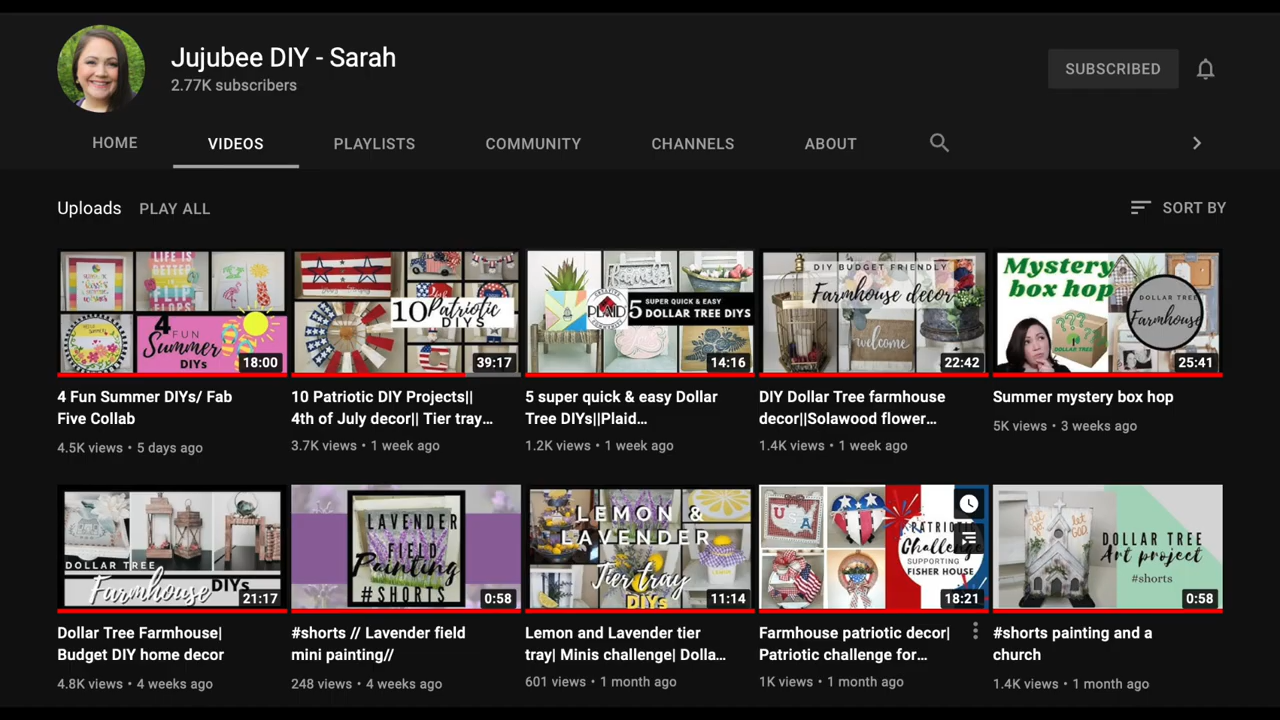 Jujubee DIY - Sarah
2.77K subscribers
SUBSCRIBED
HOME
VIDEOS
PLAYLISTS
COMMUNITY
CHANNELS
ABOUT
Uploads
PLAY ALL
SORT BY
LIFE IS
BETTER
FLIP
FLOPS
4 FUN
Summer
DIYs
18:00
4 Fun Summer DIYs/ Fab
Five Collab
4.5K views • 5 days ago
10 Patriotic
DIYS
39:17
10 Patriotic DIY Projects||
4th of July decor|| Tier tray...
3.7K views • 1 week ago
PLAID
5 SUPER QUICK & EASY
DOLLAR TREE DIYS
14:16
5 super quick & easy Dollar
Tree DIYs||Plaid...
1.2K views • 1 week ago
DIY BUDGET FRIENDLY
Farmhouse decor
welcome
22:42
DIY Dollar Tree farmhouse
decor||Solawood flower...
1.4K views • 1 week ago
Mystery
box hop
DOLLAR TREE
Farmhouse
???
DOLLAR TREE
25:41
Summer mystery box hop
5K views • 3 weeks ago
DOLLAR TREE
Farmhouse DIYs
21:17
Dollar Tree Farmhouse|
Budget DIY home decor
4.8K views • 4 weeks ago
LAVENDER
FIELD
Painting
#SHORTS
0:58
#shorts // Lavender field
mini painting//
248 views • 4 weeks ago
LEMON &
LAVENDER
Tier tray
DIYs
11:14
Lemon and Lavender tier
tray| Minis challenge| Dolla...
601 views • 1 month ago
USA
PATRIOTIC
Challenge
SUPPORTING
FISHER HOUSE
18:21
Farmhouse patriotic decor|
Patriotic challenge for...
1K views • 1 month ago
let
GOD
DOLLAR TREE
Art project
#shorts
0:58
#shorts painting and a
church
1.4K views • 1 month ago